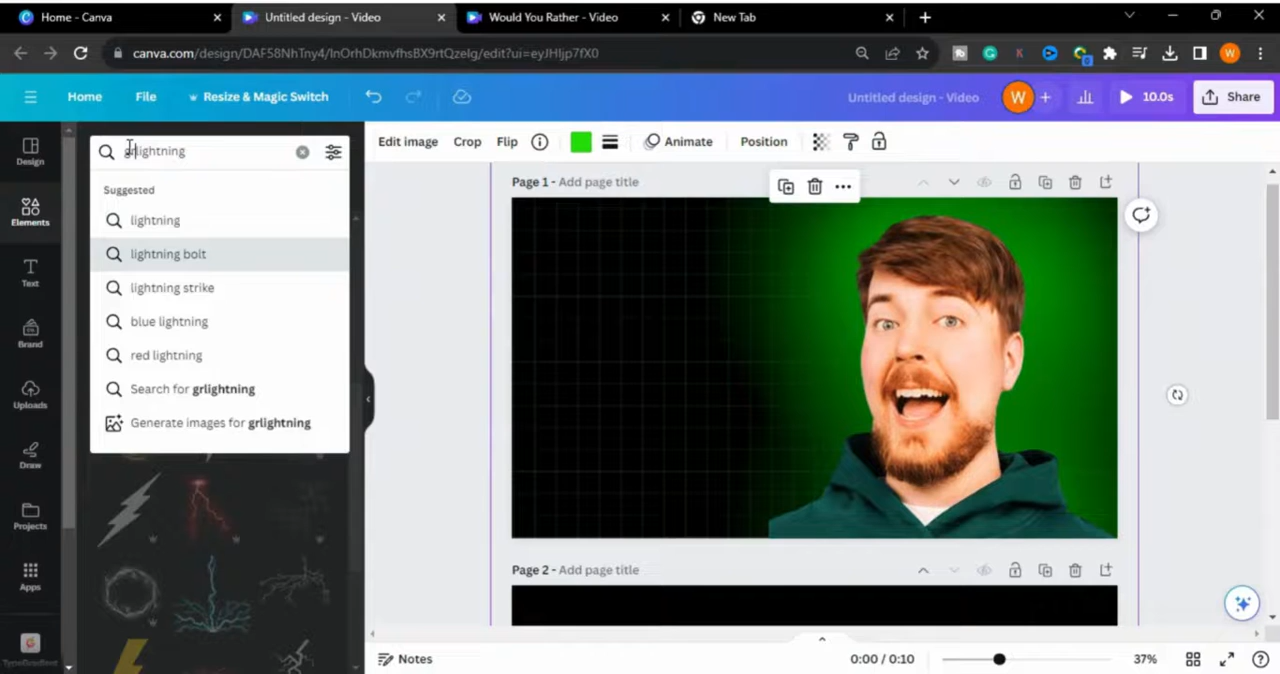 Home - Canva
Untitled design - Video
Would You Rather - Video
New Tab
canva.com/design/DAF58NhTny4/InOrhDkmvfhsBX9rtQzeIg/edit?ui=eyJHIjp7fX0
Home
File
Resize & Magic Switch
Untitled design - Video
W
10.0s
Share
Design
Elements
Text
Brand
Uploads
Draw
Projects
Apps
TypeGradient
grlightning
Suggested
lightning
lightning bolt
lightning strike
blue lightning
red lightning
Search for grlightning
Generate images for grlightning
Edit image
Crop
Flip
Animate
Position
Page 1 - Add page title
Page 2 - Add page title
Notes
0:00 / 0:10
37%